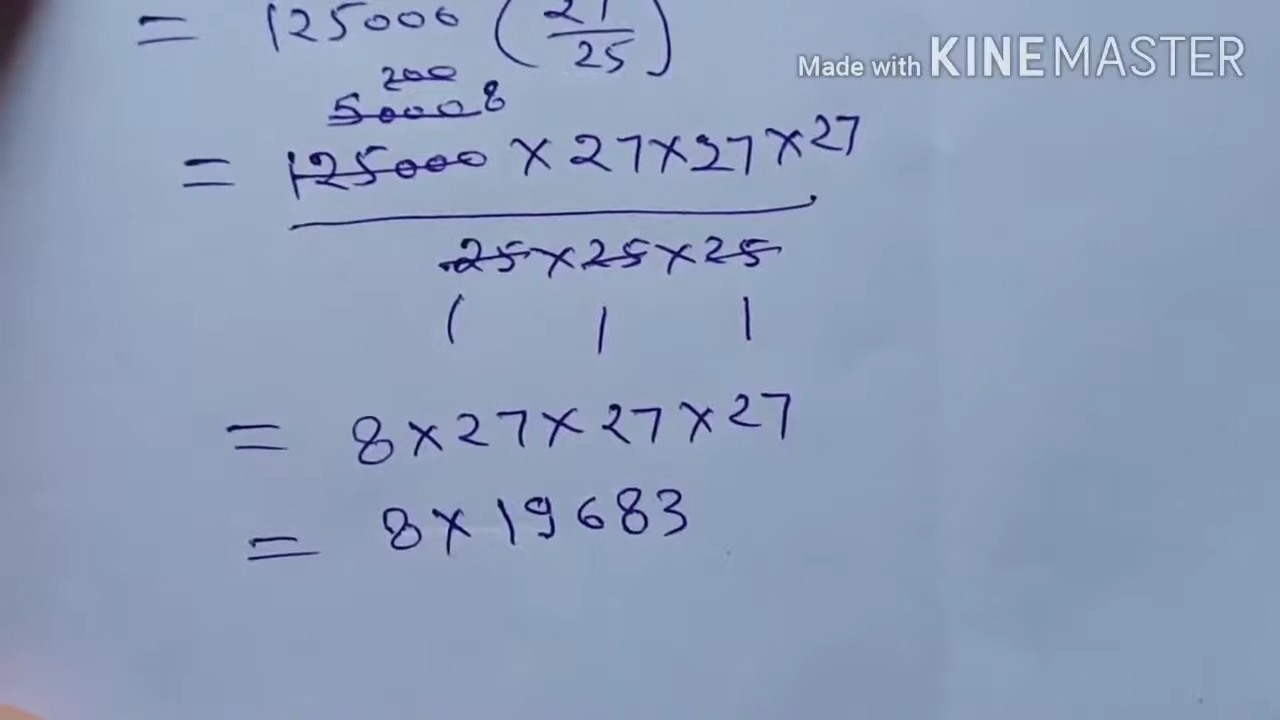 = 125000 (27/25)
Made with KINEMASTER
200
5000 8
= 125000 × 27 × 27 × 27
25 × 25 × 25
1 1 1
= 8 × 27 × 27 × 27
= 8 × 19683